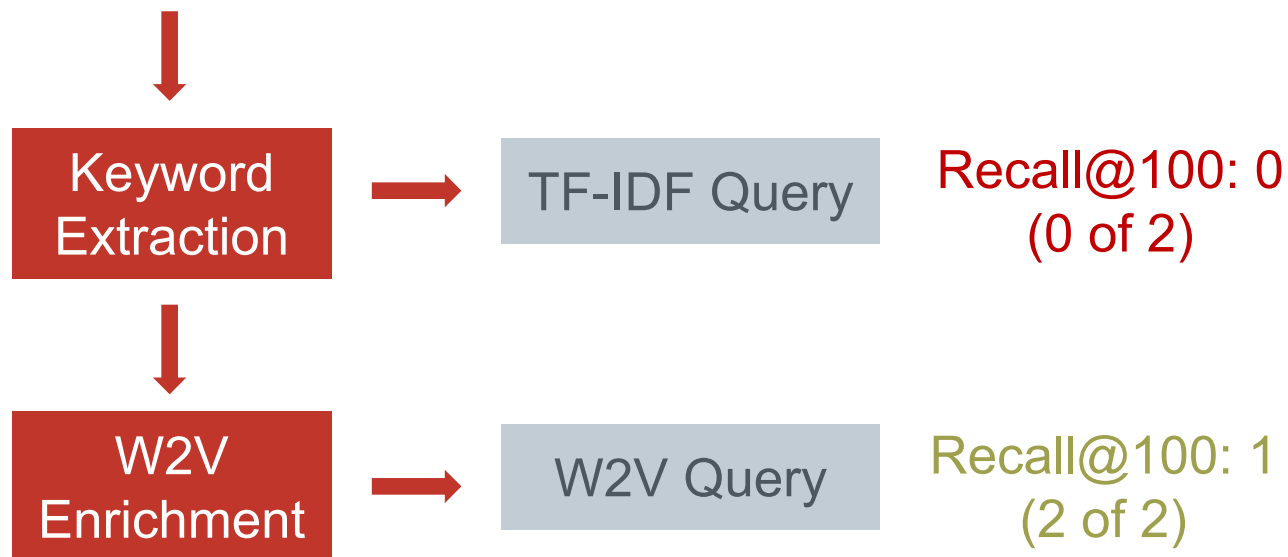 Keyword
Extraction
TF-IDF Query
Recall@100: 0
(0 of 2)
W2V
Enrichment
W2V Query
Recall@100: 1
(2 of 2)